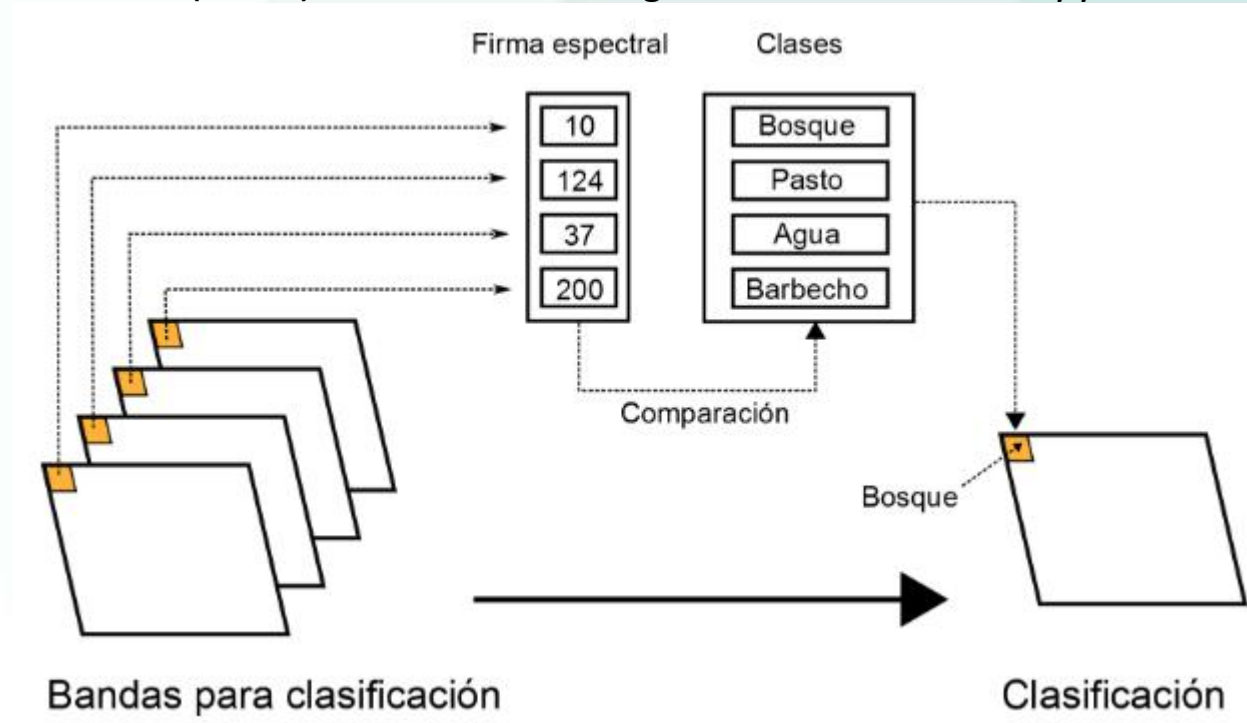 Firma espectral
Clases
10
124
37
200
Bosque
Pasto
Agua
Barbecho
Comparación
Bosque
Bandas para clasificación
Clasificación